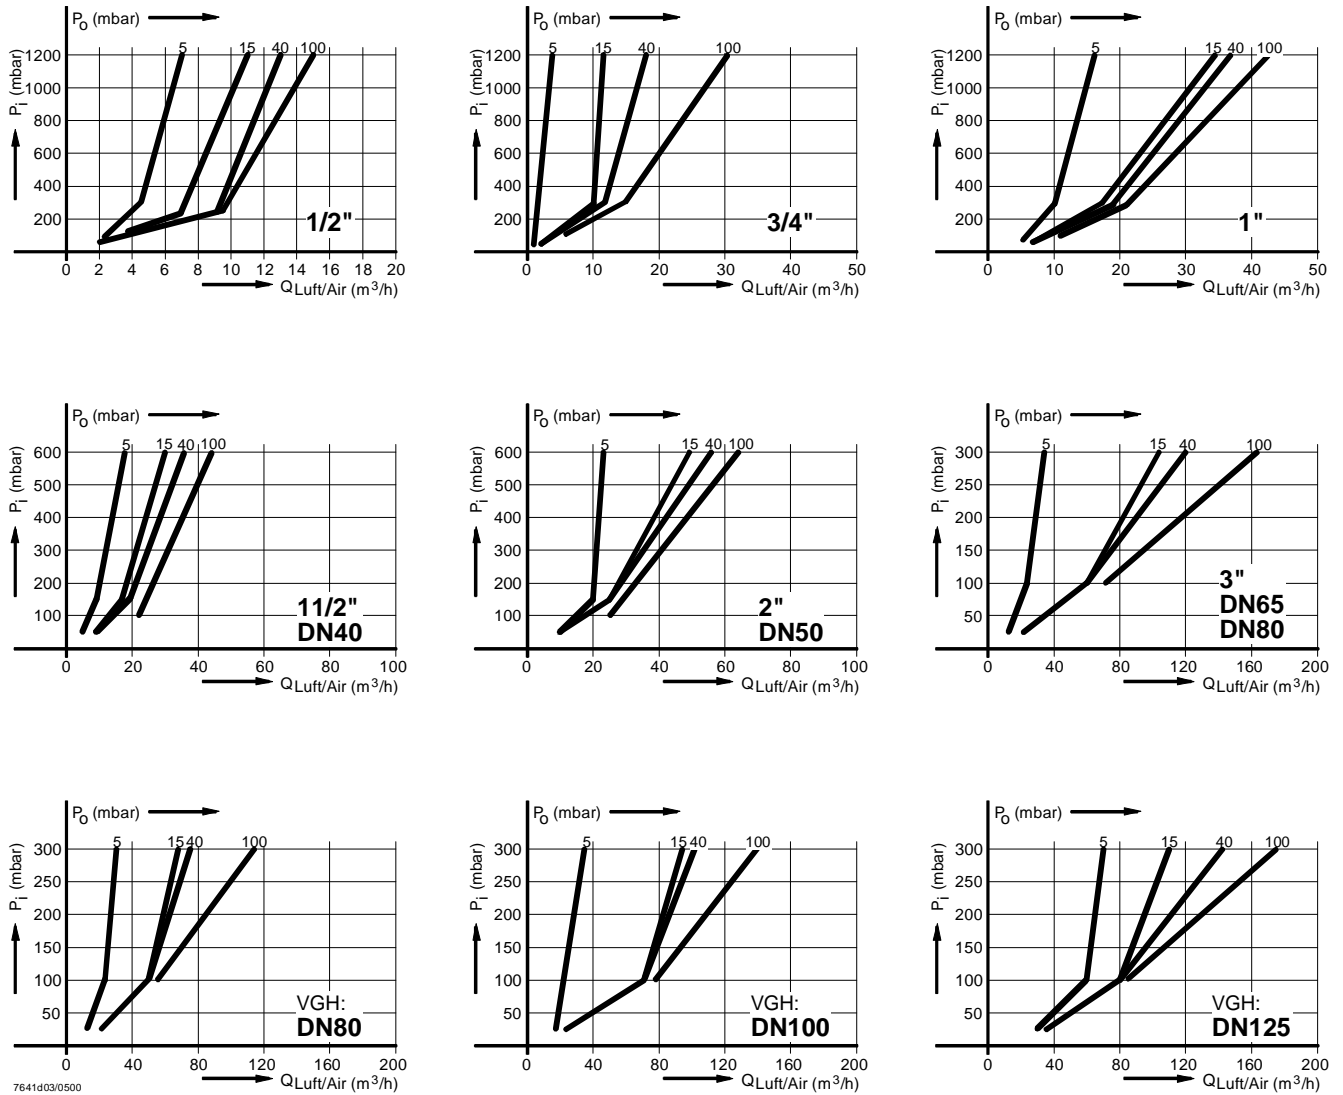 Po (mbar)
Pi (mbar)
5 15 40 100
1200
1000
800
600
400
200
1/2"
0 2 4 6 8 10 12 14 16 18 20
QLuft/Air (m³/h)
Po (mbar)
Pi (mbar)
5 15 40 100
1200
1000
800
600
400
200
3/4"
0 10 20 30 40 50
QLuft/Air (m³/h)
Po (mbar)
Pi (mbar)
5 15 40 100
1200
1000
800
600
400
200
1"
0 10 20 30 40 50
QLuft/Air (m³/h)
Po (mbar)
Pi (mbar)
5 15 40 100
600
500
400
300
200
100
11/2"
DN40
0 20 40 60 80 100
QLuft/Air (m³/h)
Po (mbar)
Pi (mbar)
5 15 40 100
600
500
400
300
200
100
2"
DN50
0 20 40 60 80 100
QLuft/Air (m³/h)
Po (mbar)
Pi (mbar)
5 15 40 100
300
250
200
150
100
50
3"
DN65
DN80
0 40 80 120 160 200
QLuft/Air (m³/h)
Po (mbar)
Pi (mbar)
5 15 40 100
300
250
200
150
100
50
VGH:
DN80
0 40 80 120 160 200
QLuft/Air (m³/h)
Po (mbar)
Pi (mbar)
5 15 40 100
300
250
200
150
100
50
VGH:
DN100
0 40 80 120 160 200
QLuft/Air (m³/h)
Po (mbar)
Pi (mbar)
5 15 40 100
300
250
200
150
100
50
VGH:
DN125
0 40 80 120 160 200
QLuft/Air (m³/h)
7641d03/0500